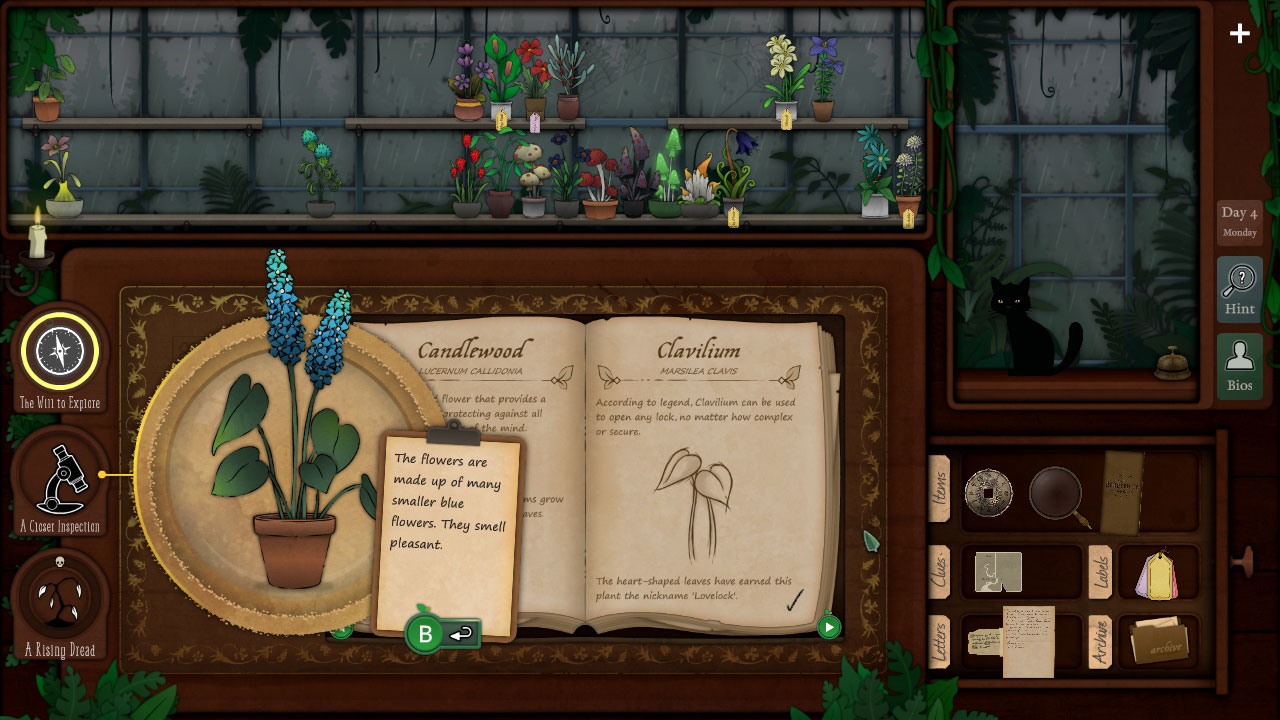 Day 4
Monday
Hint
Bios
The Will to Explore
A Closer Inspection
A Rising Dread
Candlewood
LUCERNUM CALLIDONIA
flower that provides a
protecting against all
of the mind.
ms grow
aves.
Clavilium
MARSILEA CLAVIS
According to legend, Clavilium can be used
to open any lock, no matter how complex
or secure.
The heart-shaped leaves have earned this
plant the nickname 'Lovelock'.
The flowers are
made up of many
smaller blue
flowers. They smell
pleasant.
B
Items
Clues
Labels
Letters
Archive
archive